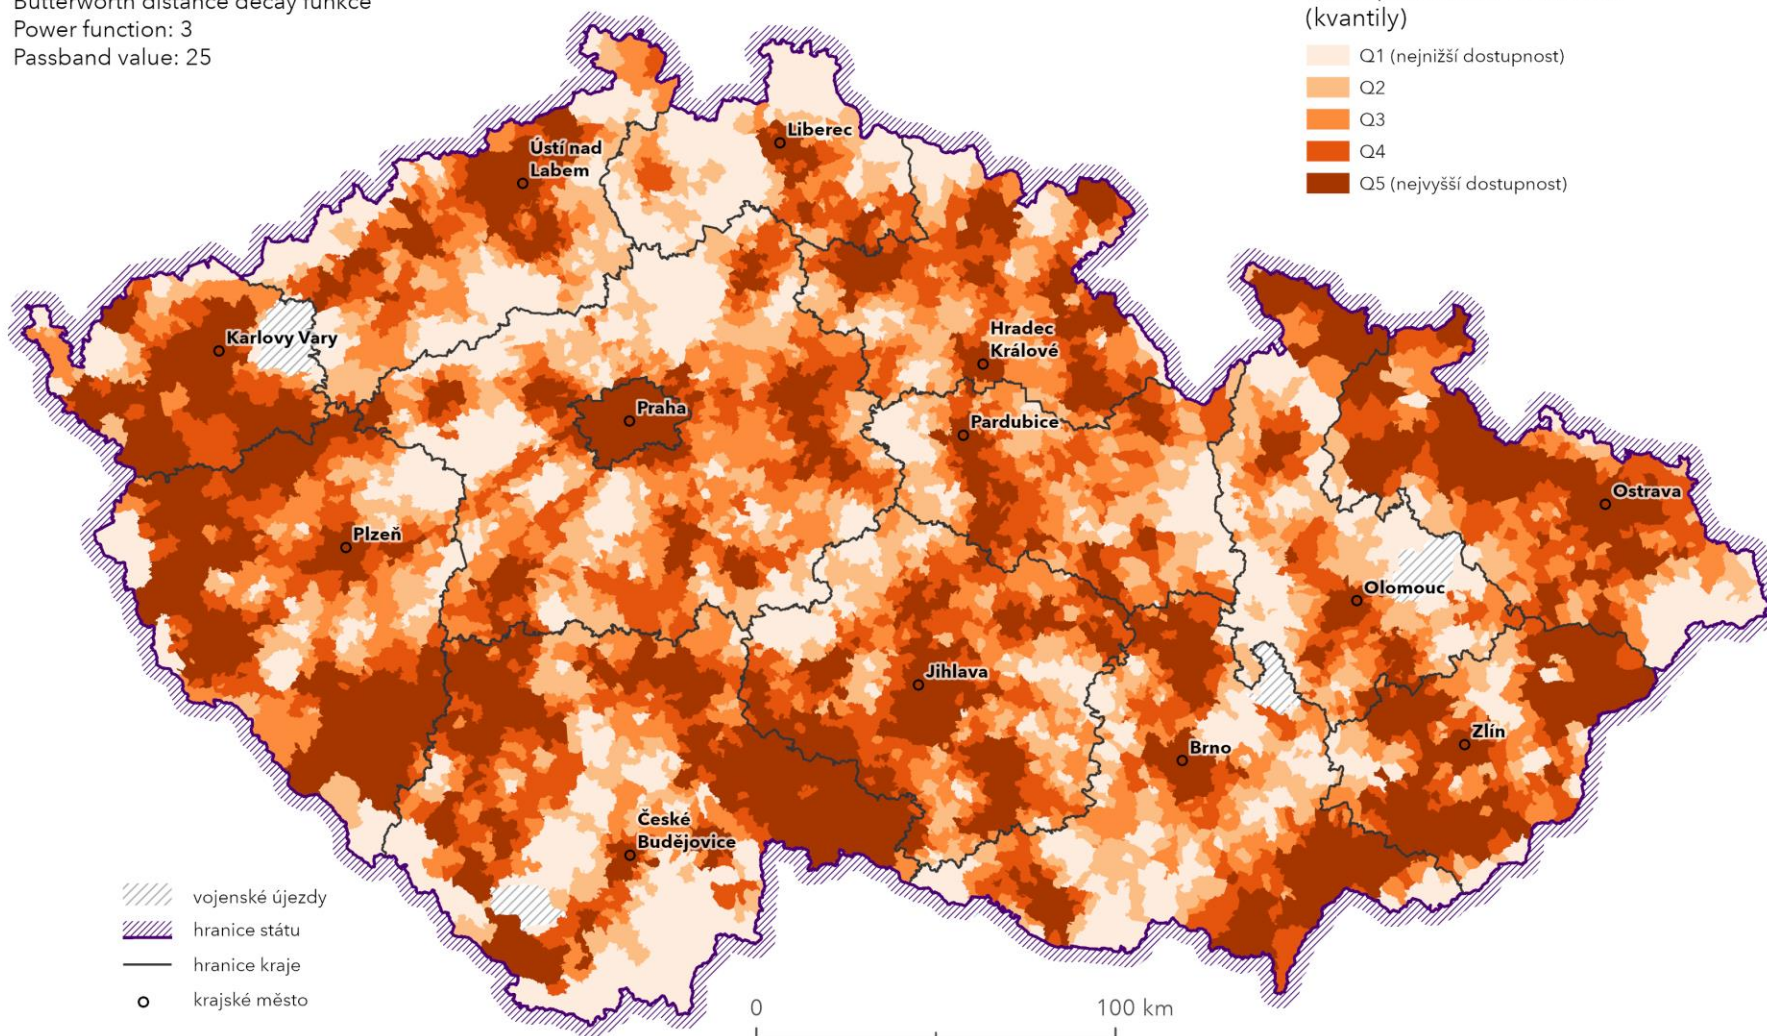 Butterworth distance decay funkce
Power function: 3
Passband value: 25
(kvantily)
Q1 (nejnižší dostupnost)
Q2
Q3
Q4
Q5 (nejvyšší dostupnost)
Liberec
Ústí nad
Labem
Karlovy Vary
Hradec
Králové
Praha
Pardubice
Ostrava
Plzeň
Olomouc
Jihlava
Zlín
Brno
České
Budějovice
vojenské újezdy
hranice státu
hranice kraje
krajské město
0
100 km